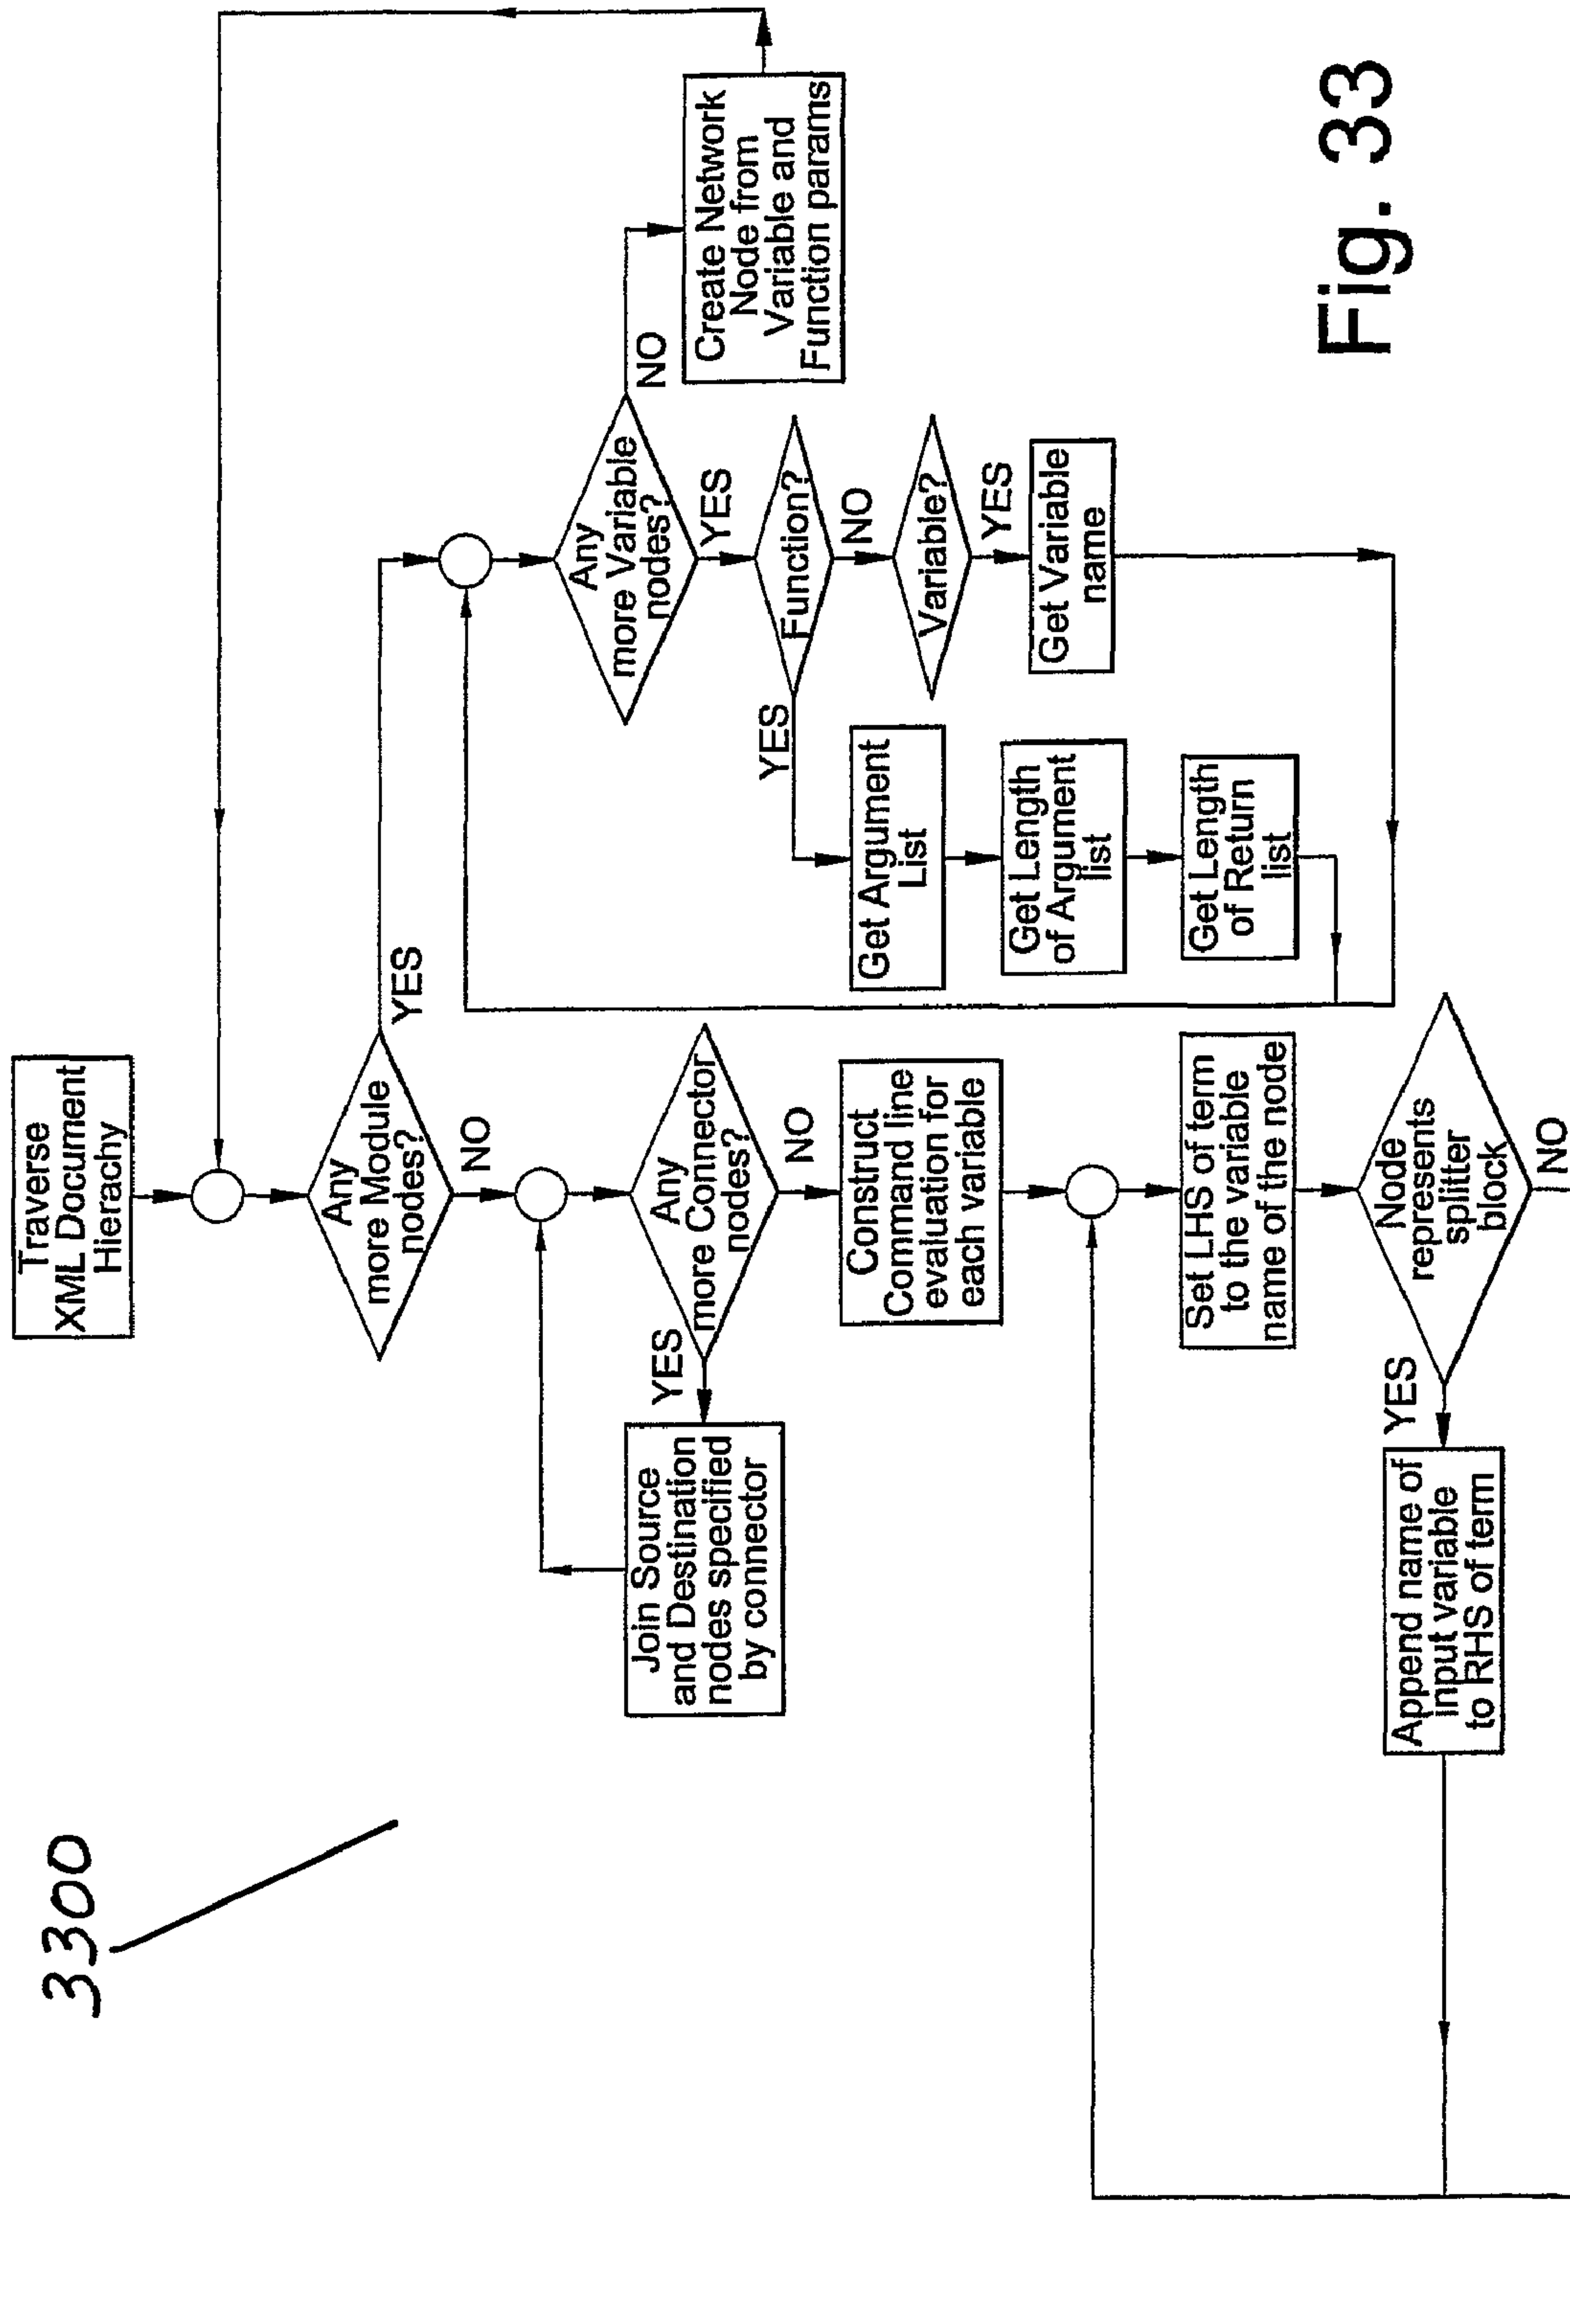 3300
Traverse
XML Document
Hierachy
Any
more Module
nodes?
YES
NO
Any
more Connector
nodes?
YES
NO
Join Source
and Destination
nodes specified
by connector
Construct
Command line
evaluation for
each variable
Set LHS of term
to the variable
name of the node
Node
represents
splitter
block
YES
NO
Append name of
input variable
to RHS of term
Any
more Variable
nodes?
NO
YES
Create Network
Node from
Variable and
Function params
Function?
YES
NO
Variable?
YES
Get Variable
name
Get Argument
List
Get Length
of Argument
list
Get Length
of Return
list
Fig. 33